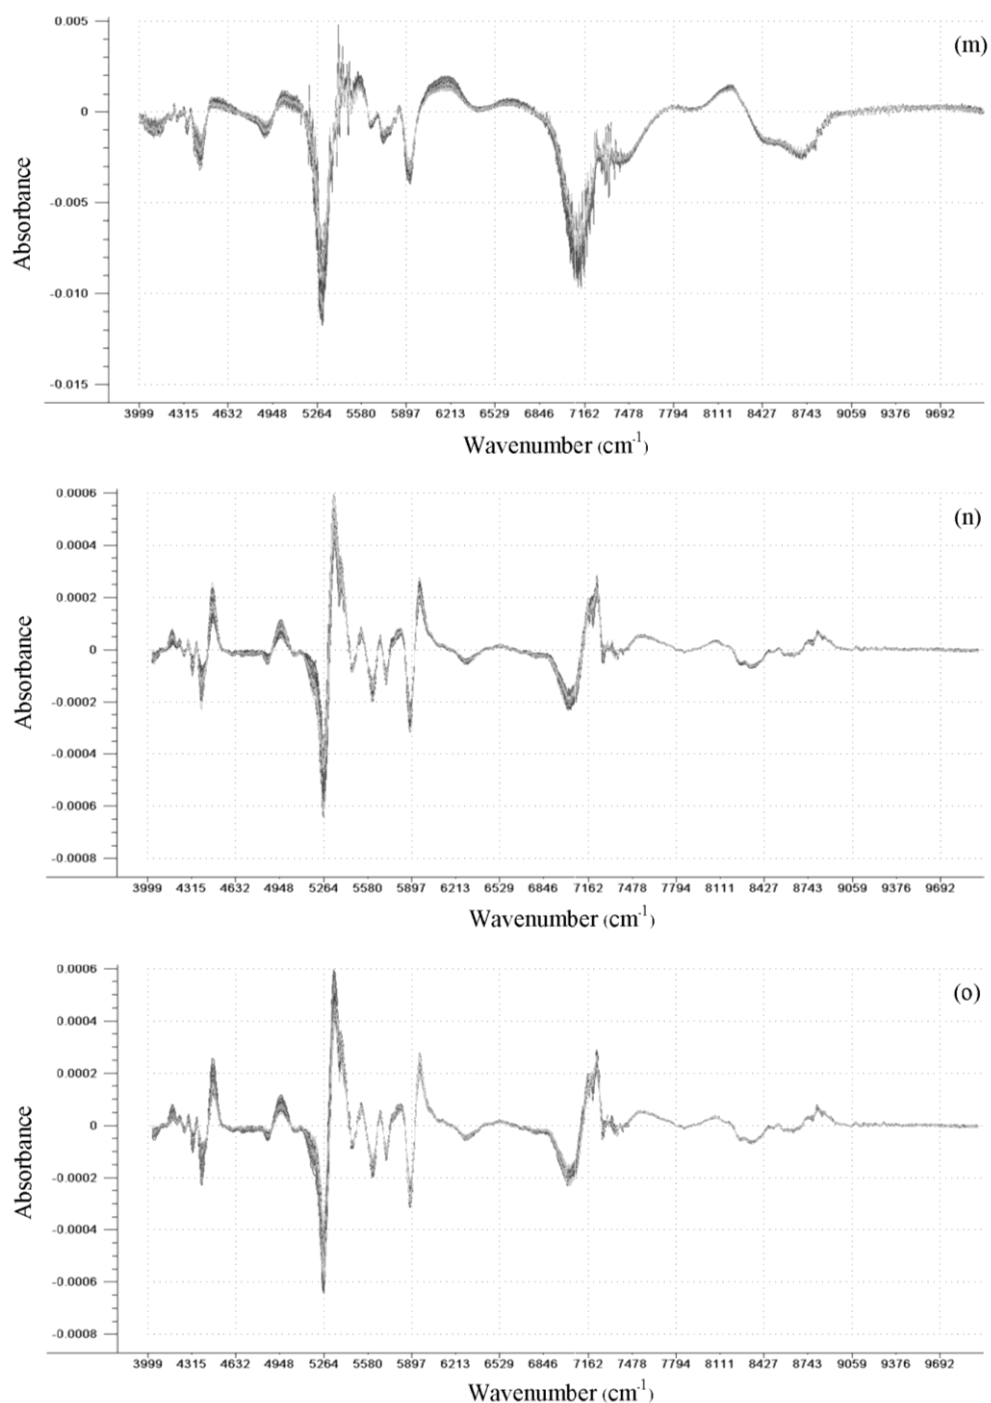 0.005
(m)
0
-0.005
-0.010
-0.015
Absorbance
3999 4315 4632 4948 5264 5580 5897 6213 6529 6846 7162 7478 7794 8111 8427 8743 9059 9376 9692
Wavenumber (cm-1)
0.0006
(n)
0.0004
0.0002
0
-0.0002
-0.0004
-0.0006
-0.0008
Absorbance
3999 4315 4632 4948 5264 5580 5897 6213 6529 6846 7162 7478 7794 8111 8427 8743 9059 9376 9692
Wavenumber (cm-1)
0.0006
(o)
0.0004
0.0002
0
-0.0002
-0.0004
-0.0006
-0.0008
Absorbance
3999 4315 4632 4948 5264 5580 5897 6213 6529 6846 7162 7478 7794 8111 8427 8743 9059 9376 9692
Wavenumber (cm-1)